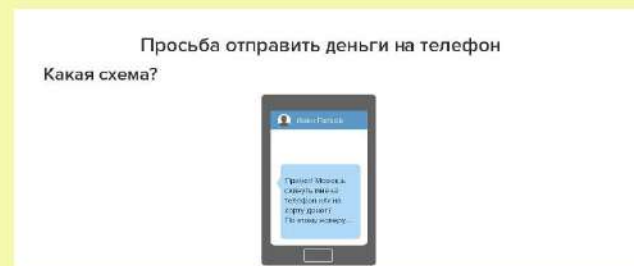 Просьба отправить деньги на телефон
Какая схема?
Привет! Можешь
скинуть мне на
телефон или на
карту денег?
По этому номеру...